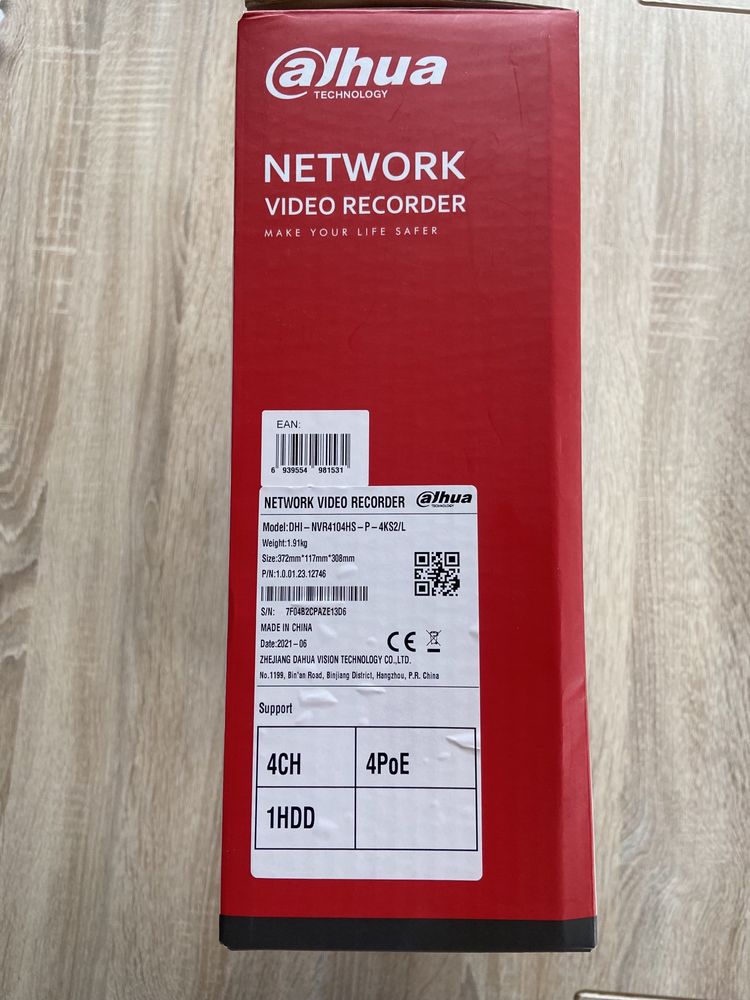 alhua
TECHNOLOGY
NETWORK
VIDEO RECORDER
MAKE YOUR LIFE SAFER
EAN:
6 939554 981531
NETWORK VIDEO RECORDER alhua
TECHNOLOGY
Model:DHI-NVR4104HS-P-4KS2/L
Weight:1.91kg
Size:372mm*117mm*308mm
P/N:1.0.01.23.12746
S/N: 7F04B2CPAZE13D6
MADE IN CHINA
Date:2021-06
CE
ZHEJIANG DAHUA VISION TECHNOLOGY CO.,LTD.
No.1199, Bin'an Road, Binjiang District, Hangzhou, P.R. China
Support
4CH 4PoE
1HDD